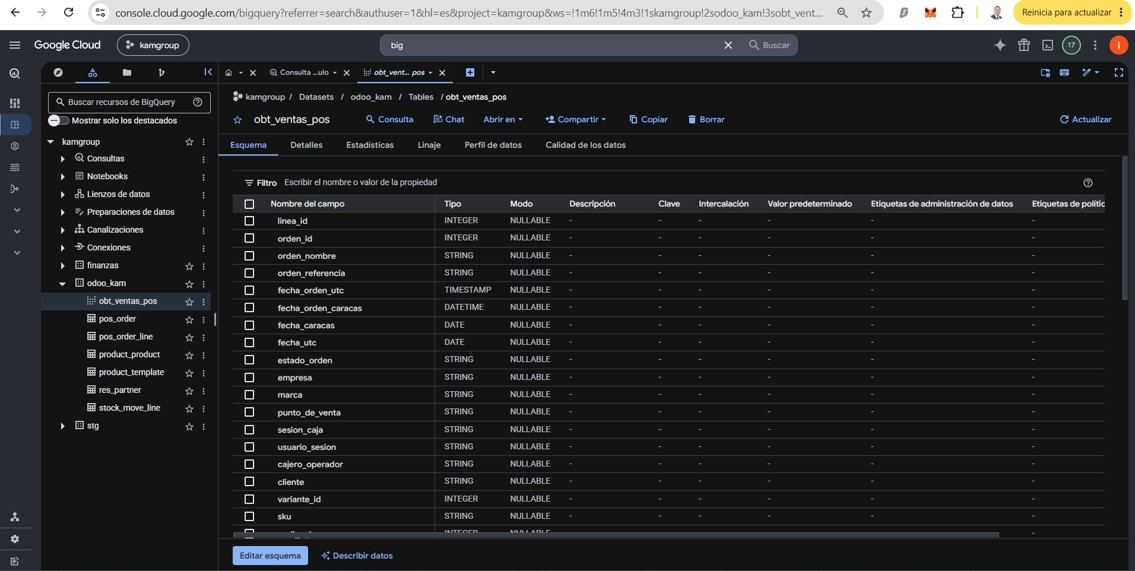 console.cloud.google.com/bigquery?referrer=search&authuser=1&hl=es&project=kamgroup&ws=!1m6!1m5!4m3!1skamgroup!2sodoo_kam!3sobt_vent...
Reinicia para actualizar
Google Cloud
kamgroup
big
Buscar
17
I
Consulta ...ulo
obt_vent... pos
Buscar recursos de BigQuery
Mostrar solo los destacados
kamgroup
Consultas
Notebooks
Lienzos de datos
Preparaciones de datos
Canalizaciones
Conexiones
finanzas
odoo_kam
obt_ventas_pos
pos_order
pos_order_line
product_product
product_template
res_partner
stock_move_line
stg
kamgroup / Datasets / odoo_kam / Tables / obt_ventas_pos
obt_ventas_pos Consulta Chat Abrir en Compartir Copiar Borrar Actualizar
Esquema Detalles Estadísticas Linaje Perfil de datos Calidad de los datos
Filtro Escribir el nombre o valor de la propiedad
Nombre del campo Tipo Modo Descripción Clave Intercalación Valor predeterminado Etiquetas de administración de datos Etiquetas de polític
linea_id INTEGER NULLABLE - - - - - -
orden_id INTEGER NULLABLE - - - - - -
orden_nombre STRING NULLABLE - - - - - -
orden_referencia STRING NULLABLE - - - - - -
fecha_orden_utc TIMESTAMP NULLABLE - - - - - -
fecha_orden_caracas DATETIME NULLABLE - - - - - -
fecha_caracas DATE NULLABLE - - - - - -
fecha_utc DATE NULLABLE - - - - - -
estado_orden STRING NULLABLE - - - - - -
empresa STRING NULLABLE - - - - - -
marca STRING NULLABLE - - - - - -
punto_de_venta STRING NULLABLE - - - - - -
sesion_caja STRING NULLABLE - - - - - -
usuario_sesion STRING NULLABLE - - - - - -
cajero_operador STRING NULLABLE - - - - - -
cliente STRING NULLABLE - - - - - -
variante_id INTEGER NULLABLE - - - - - -
sku STRING NULLABLE - - - - - -
INTEGER NULLABLE
Editar esquema Describir datos